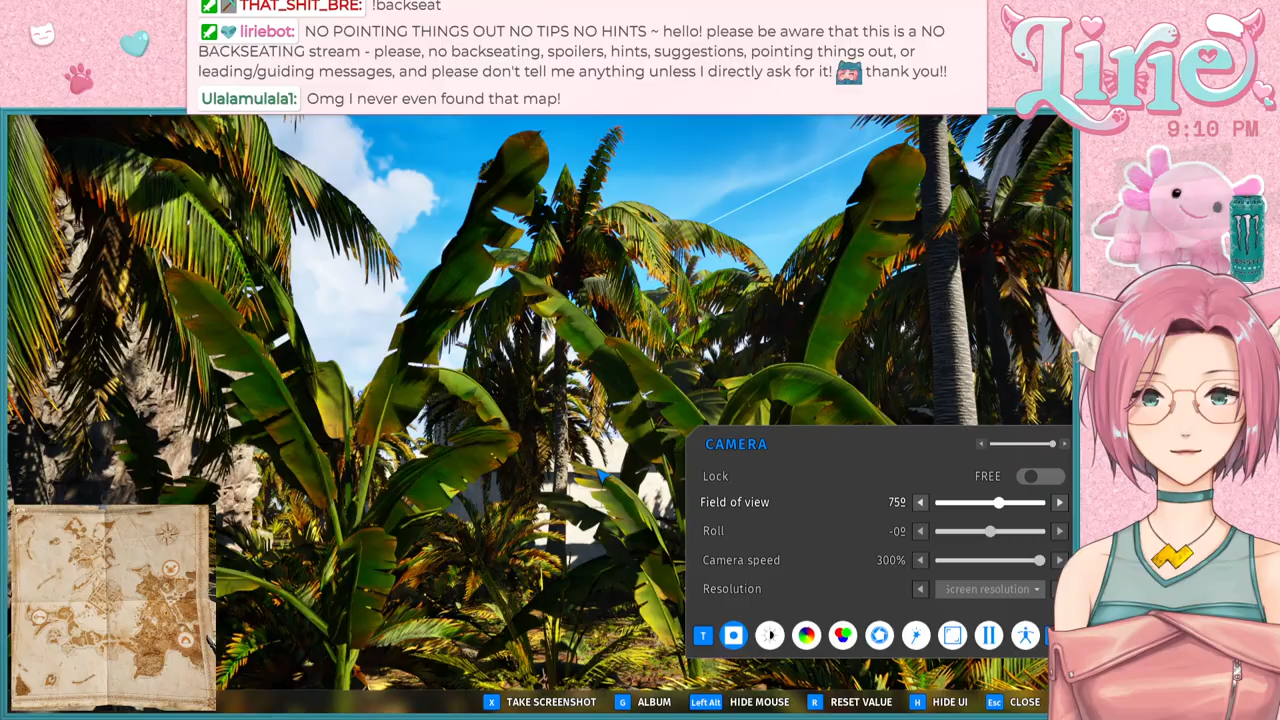 THAT_SHIT_BRE: !backseat
liriebot: NO POINTING THINGS OUT NO TIPS NO HINTS ~ hello! please be aware that this is a NO
BACKSEATING stream - please, no backseating, spoilers, hints, suggestions, pointing things out, or
leading/guiding messages, and please don't tell me anything unless I directly ask for it! thank you!!
Ulalamulala1: Omg I never even found that map!
Lirie
9:10 PM
CAMERA
Lock FREE
Field of view 75º
Roll -0º
Camera speed 300%
Resolution Screen resolution
T
X TAKE SCREENSHOT G ALBUM Left Alt HIDE MOUSE R RESET VALUE H HIDE UI Esc CLOSE